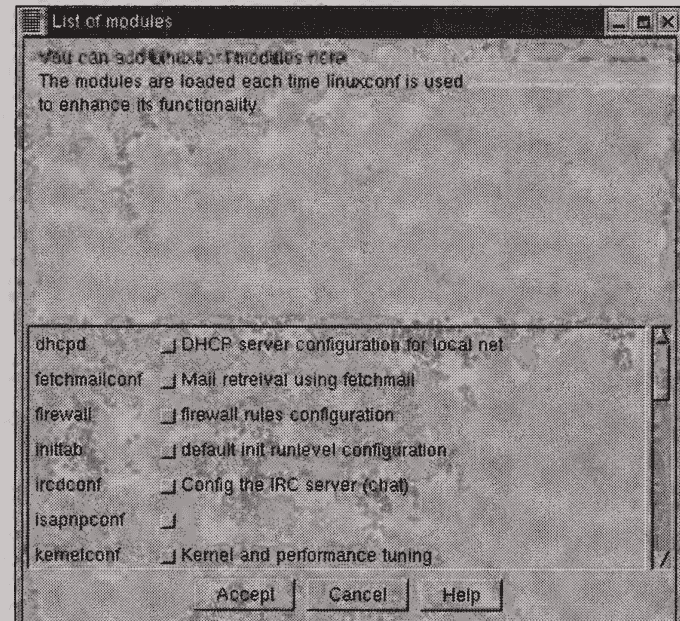 List of modules
You can add Linuxconf modules here
The modules are loaded each time linuxconf is used
to enhance its functionality.
dhcpd DHCP server configuration for local net
fetchmailconf Mail retreival using fetchmail
firewall firewall rules configuration
inittab default init runlevel configuration
ircdconf Config the IRC server (chat)
isapnpconf
kernelconf Kernel and performance tuning
Accept Cancel Help